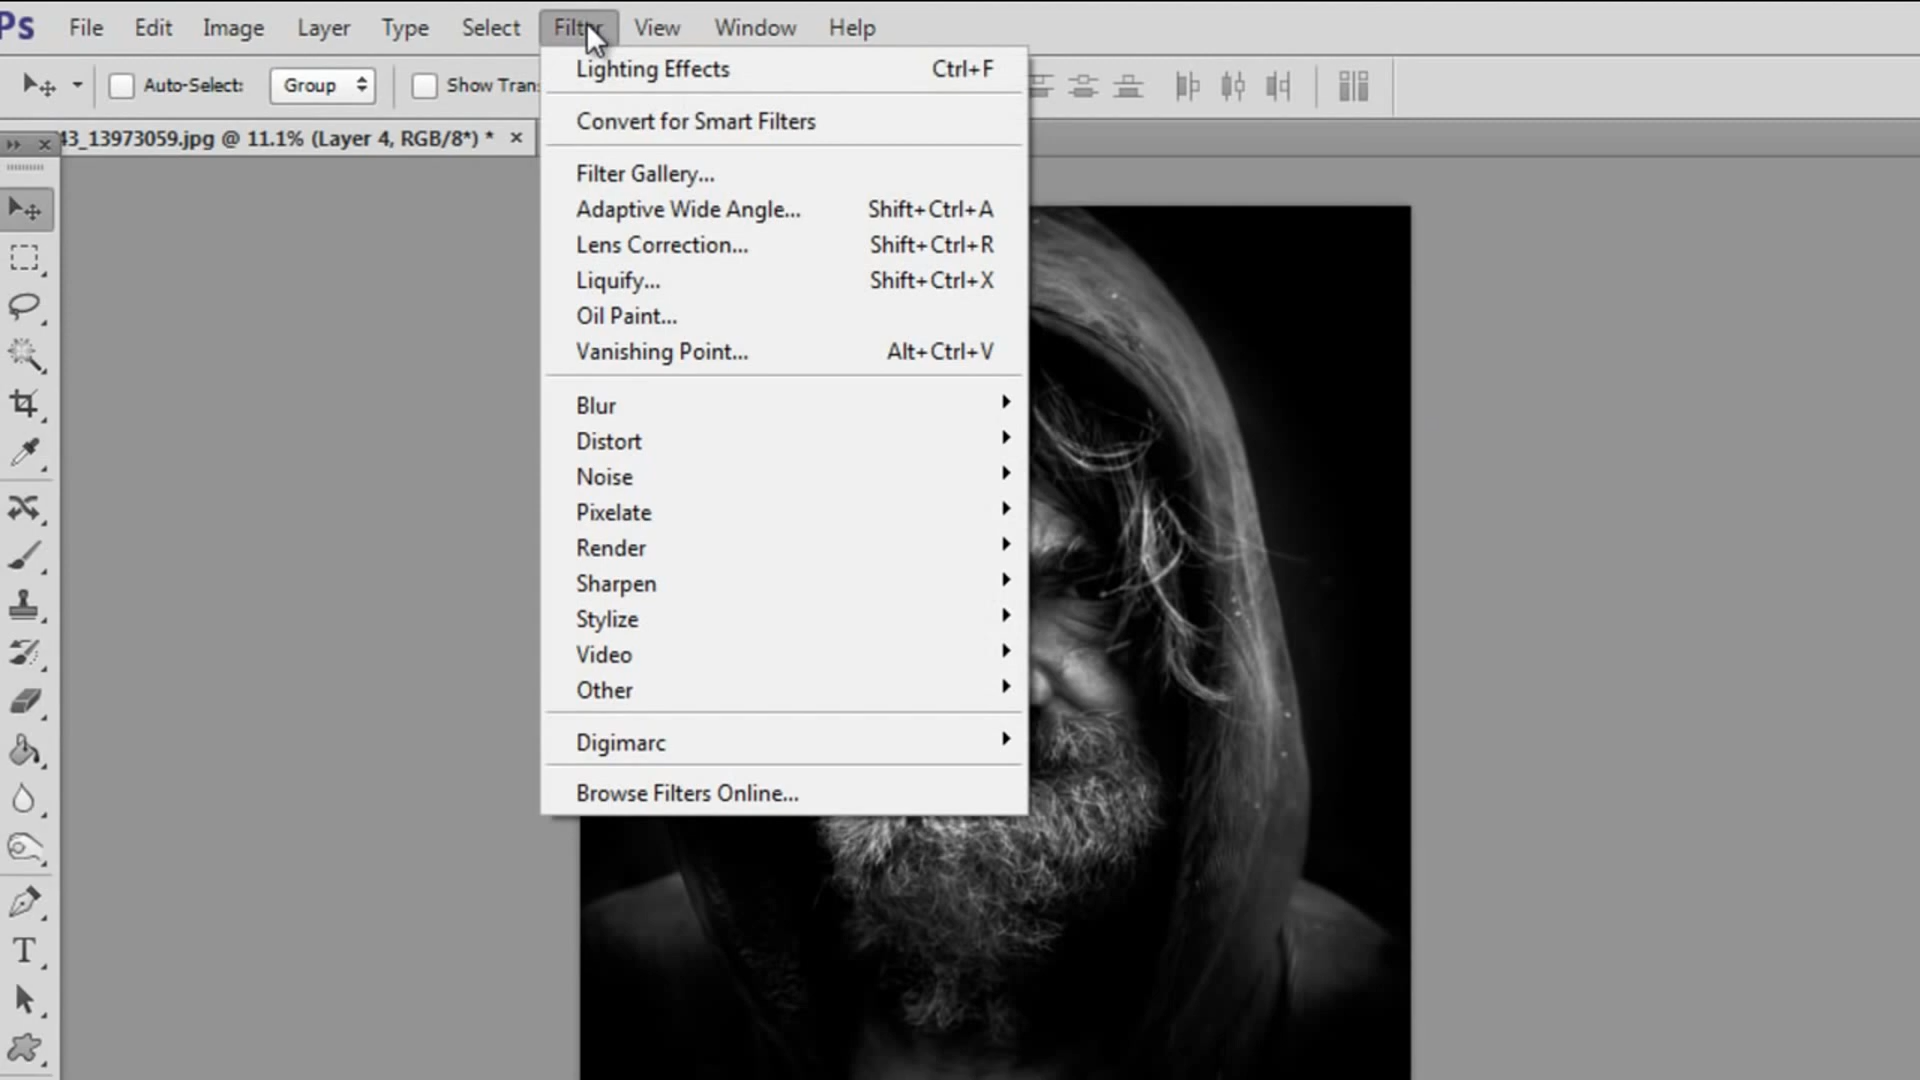 Ps File Edit Image Layer Type Select Filter View Window Help
Auto-Select: Group Show Tran
43_13973059.jpg @ 11.1% (Layer 4, RGB/8*) * ×
Lighting Effects Ctrl+F
Convert for Smart Filters
Filter Gallery...
Adaptive Wide Angle... Shift+Ctrl+A
Lens Correction... Shift+Ctrl+R
Liquify... Shift+Ctrl+X
Oil Paint...
Vanishing Point... Alt+Ctrl+V
Blur
Distort
Noise
Pixelate
Render
Sharpen
Stylize
Video
Other
Digimarc
Browse Filters Online...
T